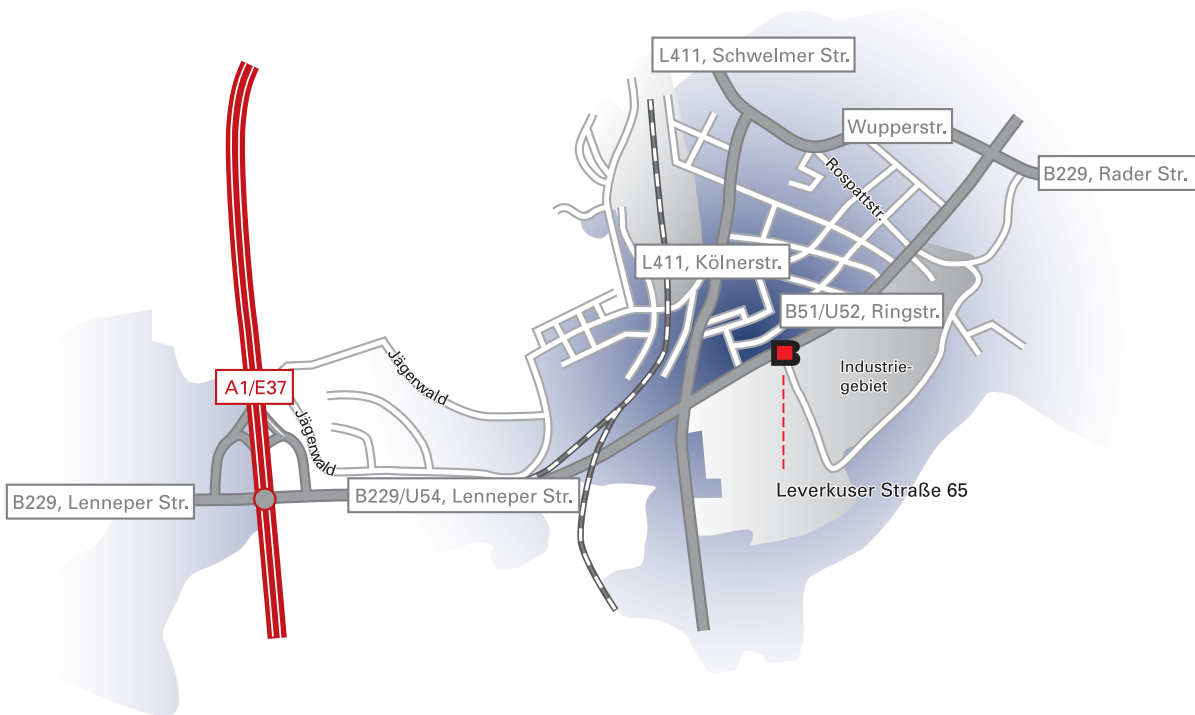 L411, Schwelmer Str.
Wupperstr.
B229, Rader Str.
Rospattstr.
L411, Kölnerstr.
B51/U52, Ringstr.
Jägerwald
Industrie-
gebiet
A1/E37
Jägerwald
B229, Lenneper Str.
B229/U54, Lenneper Str.
Leverkuser Straße 65